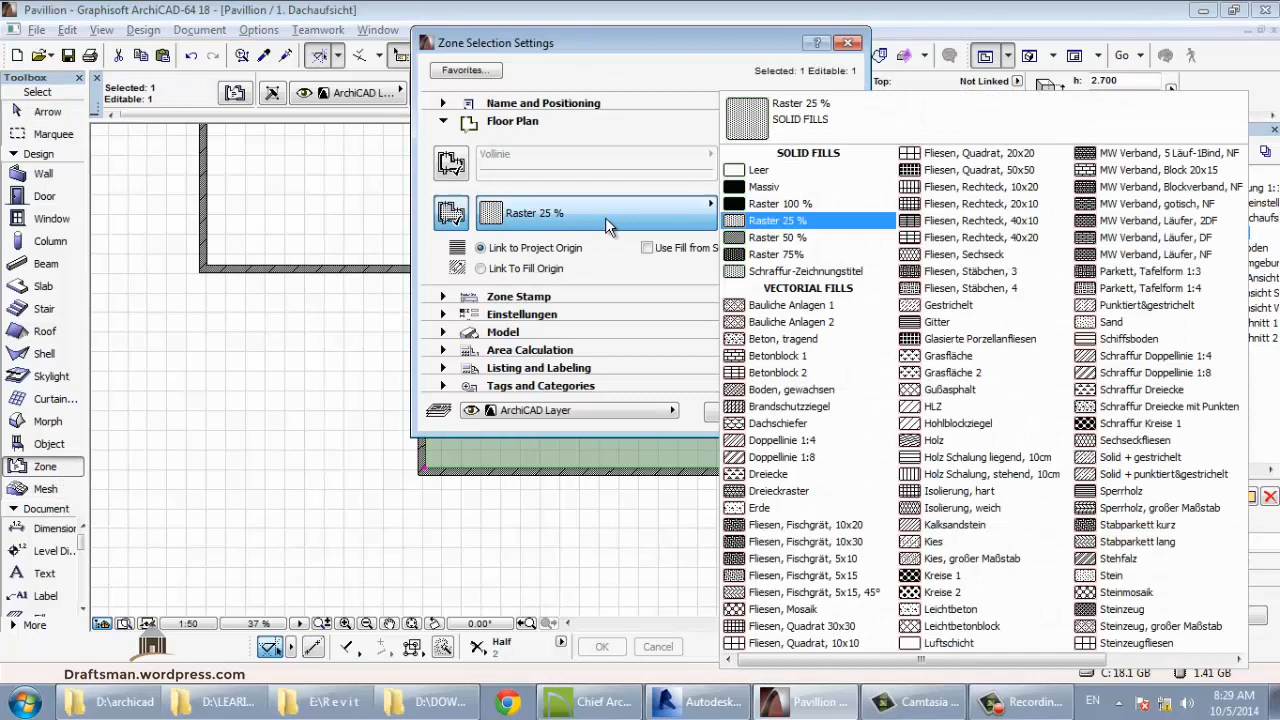 Pavillion - Graphisoft ArchiCAD-64 18 - [Pavillion / 1. Dachaufsicht]
File Edit View Design Document Options Teamwork Window
Toolbox
Select
Arrow
Marquee
Design
Wall
Door
Window
Column
Beam
Slab
Stair
Roof
Shell
Skylight
Curtain...
Morph
Object
Zone
Mesh
Document
Dimension
Level Di...
Text
Label
More
Selected: 1
Editable: 1
ArchiCAD L...
Zone Selection Settings
Favorites...
Selected: 1 Editable: 1
Name and Positioning
Floor Plan
Vollinie
Raster 25 %
Link to Project Origin
Use Fill from S
Link To Fill Origin
Zone Stamp
Einstellungen
Model
Area Calculation
Listing and Labeling
Tags and Categories
ArchiCAD Layer
Go
Top:
Not Linked
h: 2.700
Raster 25 %
SOLID FILLS
SOLID FILLS
Leer
Massiv
Raster 100 %
Raster 25 %
Raster 50 %
Raster 75%
Schraffur-Zeichnungstitel
VECTORIAL FILLS
Bauliche Anlagen 1
Bauliche Anlagen 2
Beton, tragend
Betonblock 1
Betonblock 2
Boden, gewachsen
Brandschutzziegel
Dachschiefer
Doppellinie 1:4
Doppellinie 1:8
Dreiecke
Dreieckraster
Erde
Fliesen, Fischgrät, 10x20
Fliesen, Fischgrät, 10x30
Fliesen, Fischgrät, 5x10
Fliesen, Fischgrät, 5x15
Fliesen, Fischgrät, 5x15, 45°
Fliesen, Mosaik
Fliesen, Quadrat 30x30
Fliesen, Quadrat, 10x10
Fliesen, Quadrat, 20x20
Fliesen, Quadrat, 50x50
Fliesen, Rechteck, 10x20
Fliesen, Rechteck, 40x10
Fliesen, Rechteck, 40x20
Fliesen, Sechseck
Fliesen, Stäbchen, 3
Fliesen, Stäbchen, 4
Gestrichelt
Gitter
Glasierte Porzellanfliesen
Grasfläche
Grasfläche 2
Gußasphalt
HLZ
Hohlblockziegel
Holz
Holz Schalung liegend, 10cm
Holz Schalung, stehend, 10cm
Isolierung, hart
Isolierung, weich
Kalksandstein
Kies
Kies, großer Maßstab
Kreise 1
Kreise 2
Leichtbeton
Leichtbetonblock
Luftschicht
MW Verband, 5 Läuf-1Bind, NF
MW Verband, Block 20x15
MW Verband, Blockverband, NF
MW Verband, gotisch, NF
MW Verband, Läufer, 2DF
MW Verband, Läufer, DF
MW Verband, Läufer, NF
Parkett, Tafelform 1:3
Parkett, Tafelform 1:4
Punktiert&gestrichelt
Sand
Schiffsboden
Schraffur Doppellinie 1:4
Schraffur Doppellinie 1:8
Schraffur Dreiecke
Schraffur Dreiecke mit Punkten
Schraffur Kreise 1
Sechseckfliesen
Solid + gestrichelt
Solid + punktiert&gestrichelt
Sperrholz
Sperrholz, großer Maßstab
Stabparkett kurz
Stabparkett lang
Stehfalz
Stein
Steinmosaik
Steinzeug
Steinzeug, großer Maßstab
Steinzeugfliesen
1:50
37 %
0.00°
Half
2
OK
Cancel
C: 18.1 GB
1.41 GB
Draftsman.wordpress.com
D:\archicad
D:\LEARI...
E:\R e v i t
D:\DOW...
Chief Arc...
Autodesk...
Pavillion ...
Camtasia ...
Recordin...
EN
8:29 AM
10/5/2014